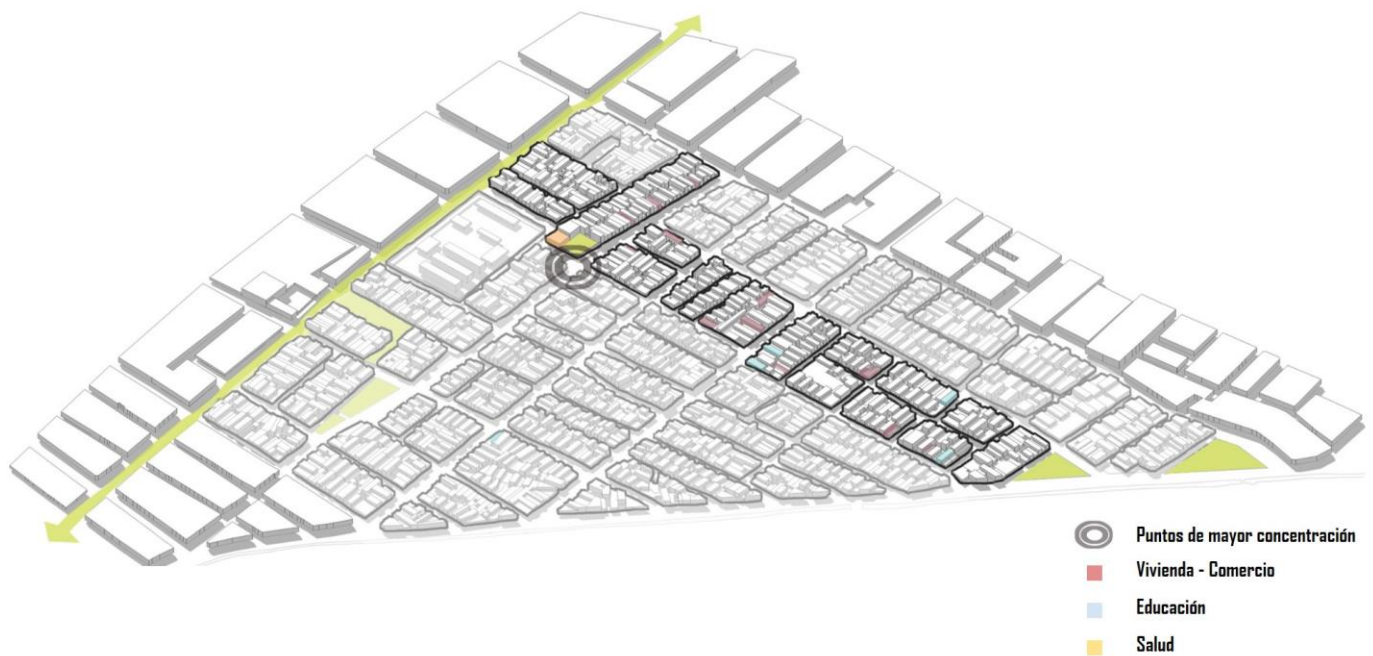 Puntos de mayor concentración
Vivienda - Comercio
Educación
Salud